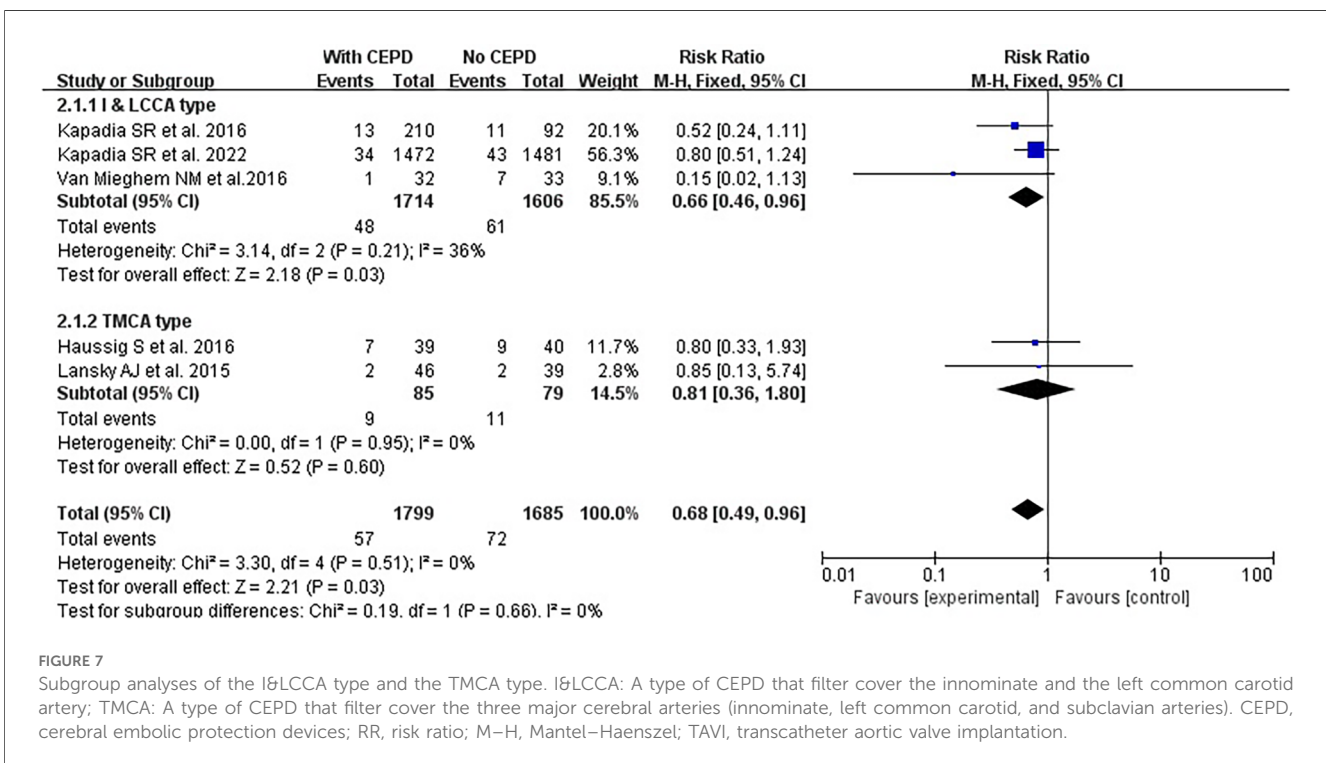 With CEPD No CEPD Risk Ratio Risk Ratio
Study or Subgroup Events Total Events Total Weight M-H, Fixed, 95% CI M-H, Fixed, 95% CI
2.1.1 I & LCCA type
Kapadia SR et al. 2016 13 210 11 92 20.1% 0.52 [0.24, 1.11]
Kapadia SR et al. 2022 34 1472 43 1481 56.3% 0.80 [0.51, 1.24]
Van Mieghem NM et al.2016 1 32 7 33 9.1% 0.15 [0.02, 1.13]
Subtotal (95% CI) 1714 1606 85.5% 0.66 [0.46, 0.96]
Total events 48 61
Heterogeneity: Chi² = 3.14, df = 2 (P = 0.21); I² = 36%
Test for overall effect: Z = 2.18 (P = 0.03)
2.1.2 TMCA type
Haussig S et al. 2016 7 39 9 40 11.7% 0.80 [0.33, 1.93]
Lansky AJ et al. 2015 2 46 2 39 2.8% 0.85 [0.13, 5.74]
Subtotal (95% CI) 85 79 14.5% 0.81 [0.36, 1.80]
Total events 9 11
Heterogeneity: Chi² = 0.00, df = 1 (P = 0.95); I² = 0%
Test for overall effect: Z = 0.52 (P = 0.60)
Total (95% CI) 1799 1685 100.0% 0.68 [0.49, 0.96]
Total events 57 72
Heterogeneity: Chi² = 3.30, df = 4 (P = 0.51); I² = 0%
Test for overall effect: Z = 2.21 (P = 0.03)
Test for subgroup differences: Chi² = 0.19. df = 1 (P = 0.66). I² = 0%
0.01 0.1 1 10 100
Favours [experimental] Favours [control]
FIGURE 7
Subgroup analyses of the I&LCCA type and the TMCA type. I&LCCA: A type of CEPD that filter cover the innominate and the left common carotid
artery; TMCA: A type of CEPD that filter cover the three major cerebral arteries (innominate, left common carotid, and subclavian arteries). CEPD,
cerebral embolic protection devices; RR, risk ratio; M–H, Mantel–Haenszel; TAVI, transcatheter aortic valve implantation.